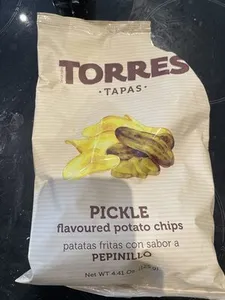 TORRES
• TAPAS •
PICKLE
flavoured potato chips
patatas fritas con sabor a
PEPINILLO
Net WT 4.41 Oz.